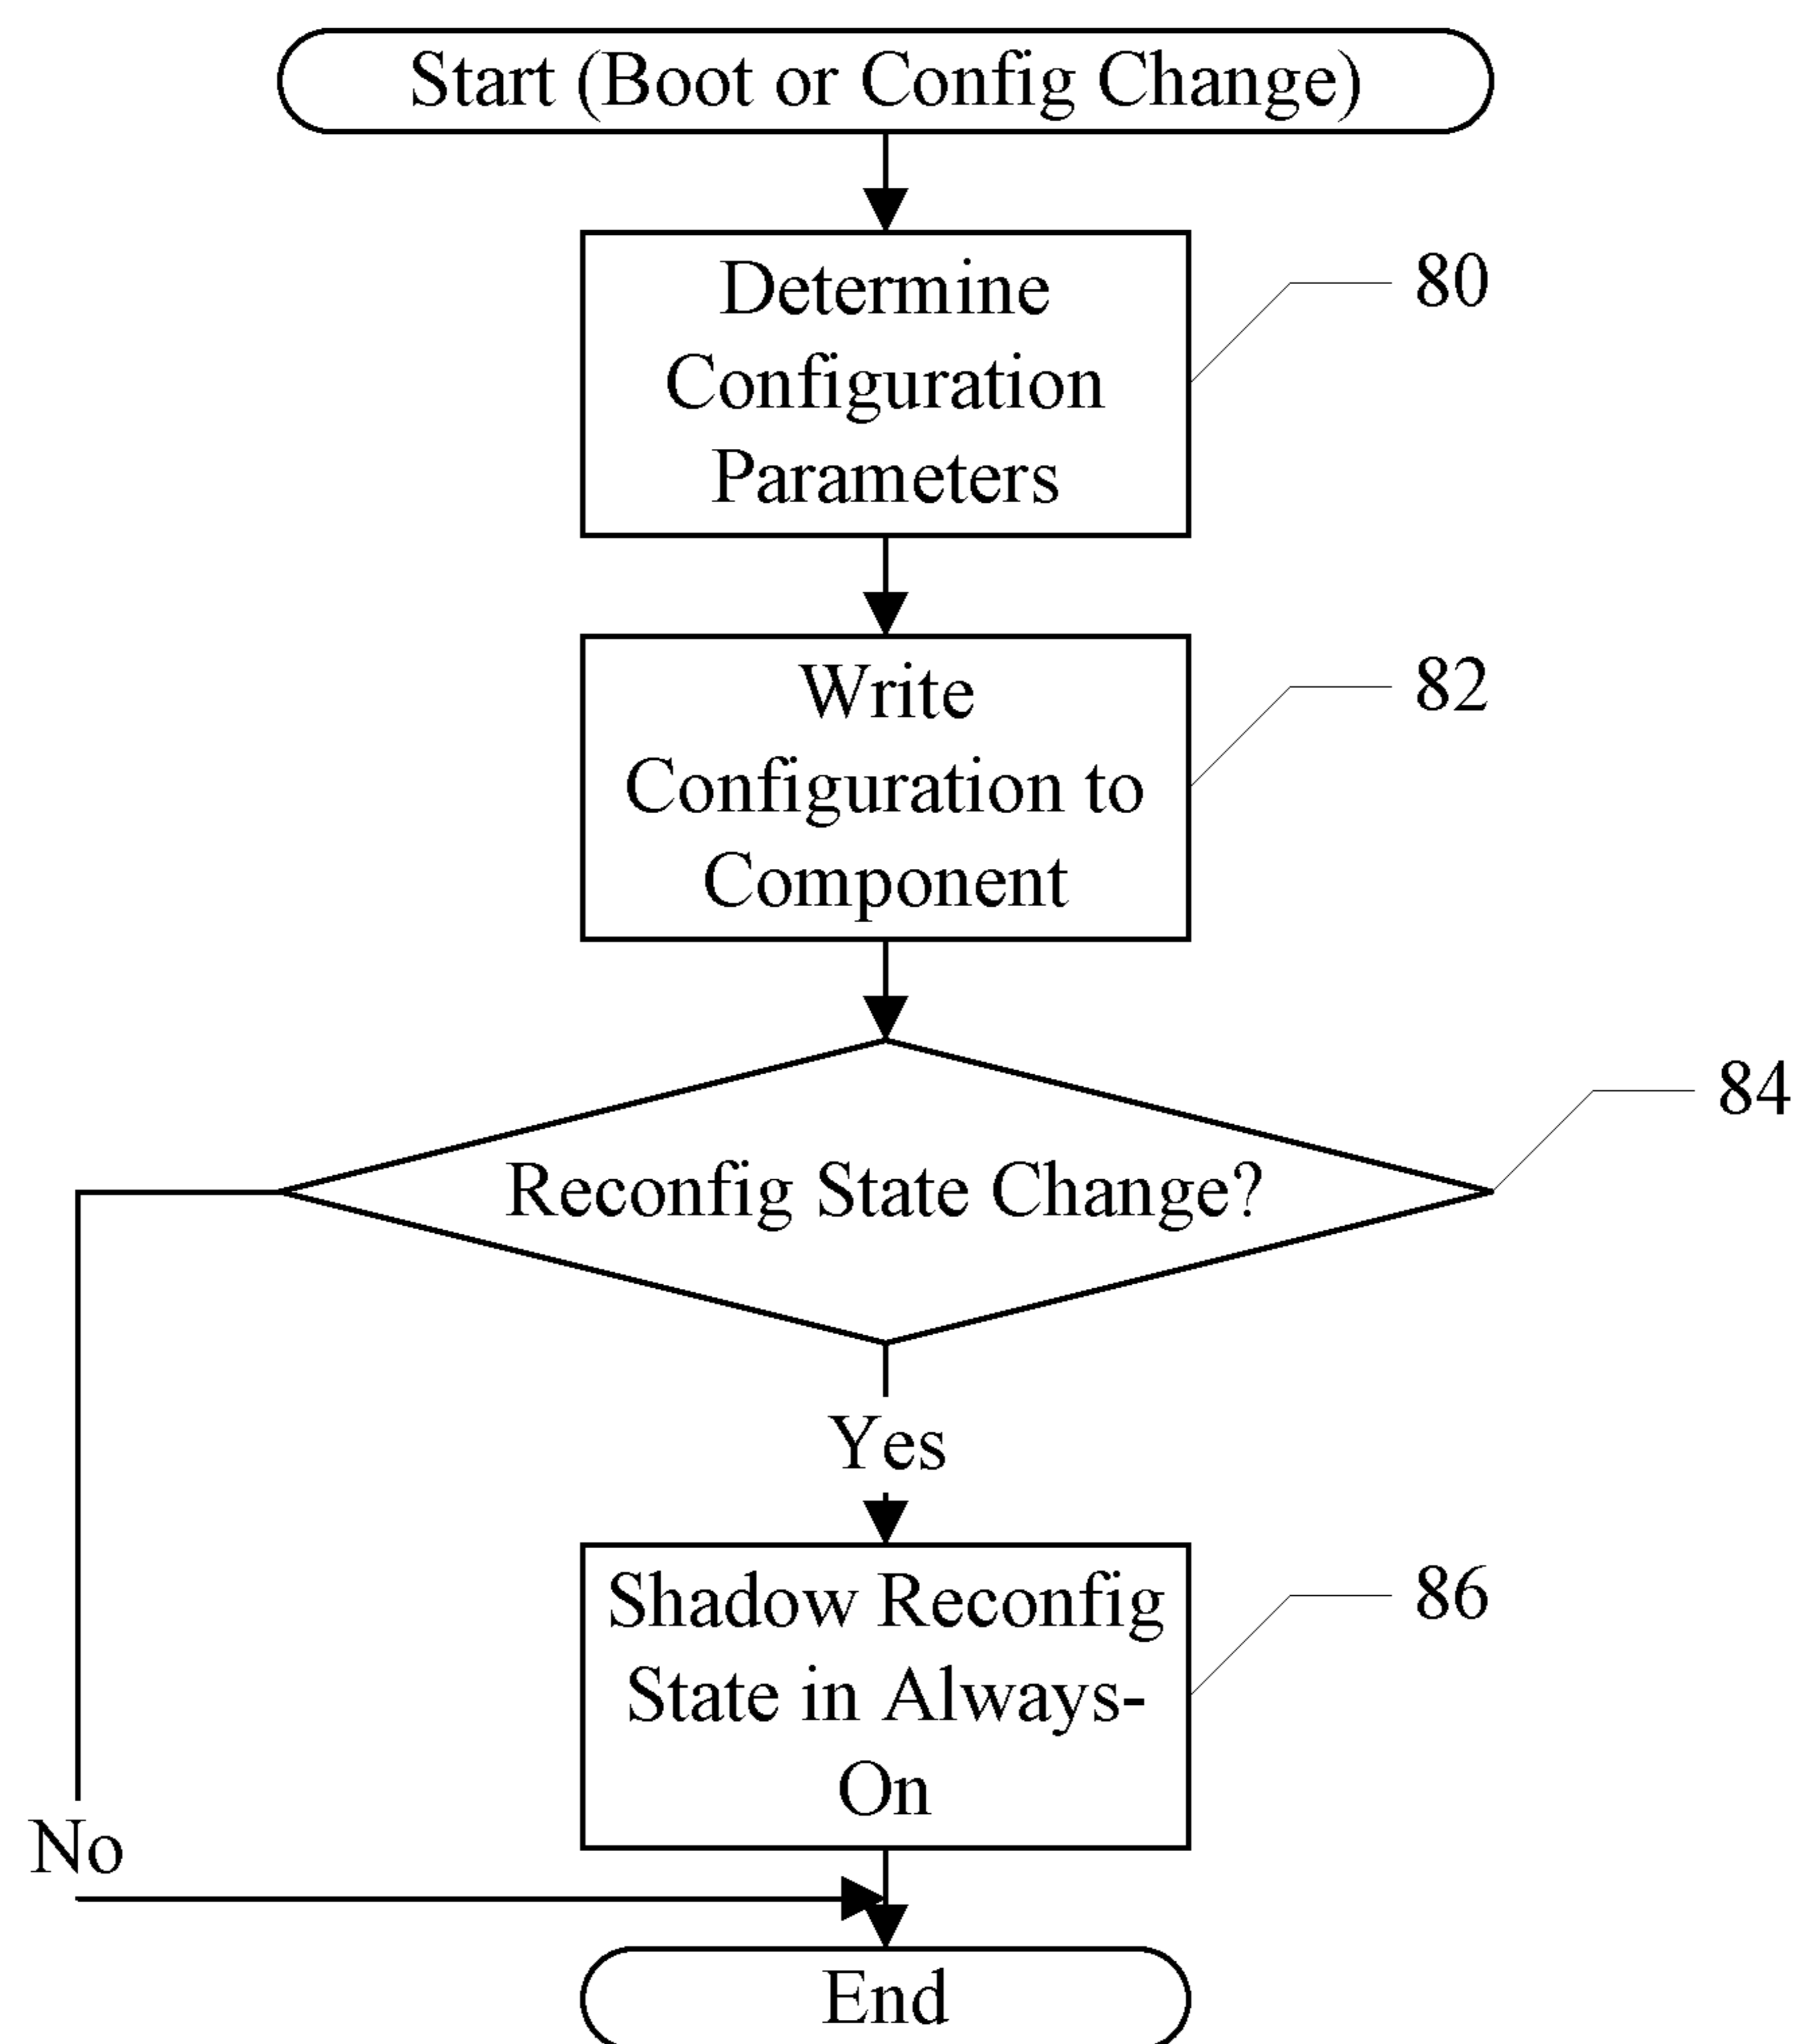 Start (Boot or Config Change)
Determine
Configuration
Parameters
80
Write
Configuration to
Component
82
Reconfig State Change?
84
Yes
Shadow Reconfig
State in Always-
On
86
No
End